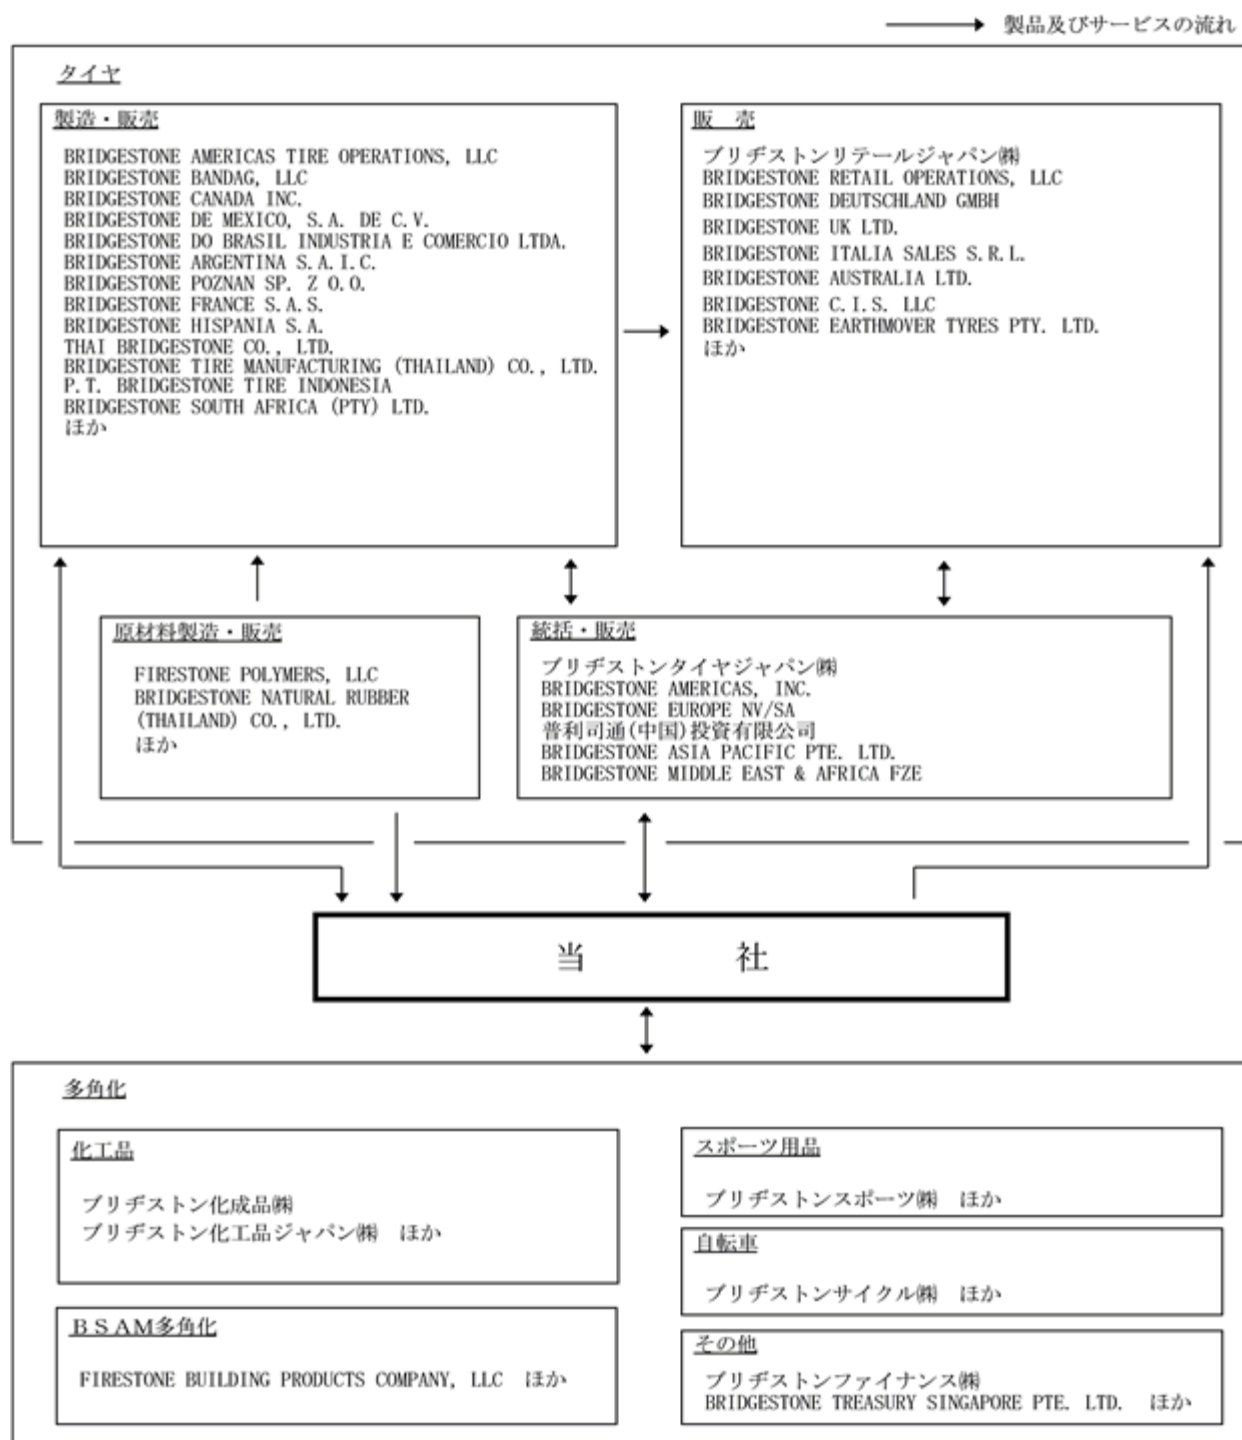 製品及びサービスの流れ
タイヤ
製造・販売
BRIDGESTONE AMERICAS TIRE OPERATIONS, LLC
BRIDGESTONE BANDAG, LLC
BRIDGESTONE CANADA INC.
BRIDGESTONE DE MEXICO, S.A. DE C.V.
BRIDGESTONE DO BRASIL INDUSTRIA E COMERCIO LTDA.
BRIDGESTONE ARGENTINA S.A.I.C.
BRIDGESTONE POZNAN SP. Z O.O.
BRIDGESTONE FRANCE S.A.S.
BRIDGESTONE HISPANIA S.A.
THAI BRIDGESTONE CO., LTD.
BRIDGESTONE TIRE MANUFACTURING (THAILAND) CO., LTD.
P.T. BRIDGESTONE TIRE INDONESIA
BRIDGESTONE SOUTH AFRICA (PTY) LTD.
ほか
販　売
ブリヂストンリテールジャパン㈱
BRIDGESTONE RETAIL OPERATIONS, LLC
BRIDGESTONE DEUTSCHLAND GMBH
BRIDGESTONE UK LTD.
BRIDGESTONE ITALIA SALES S.R.L.
BRIDGESTONE AUSTRALIA LTD.
BRIDGESTONE C.I.S. LLC
BRIDGESTONE EARTHMOVER TYRES PTY. LTD.
ほか
原材料製造・販売
FIRESTONE POLYMERS, LLC
BRIDGESTONE NATURAL RUBBER
(THAILAND) CO., LTD.
ほか
統括・販売
ブリヂストンタイヤジャパン㈱
BRIDGESTONE AMERICAS, INC.
BRIDGESTONE EUROPE NV/SA
普利司通(中国)投資有限公司
BRIDGESTONE ASIA PACIFIC PTE. LTD.
BRIDGESTONE MIDDLE EAST & AFRICA FZE
当　社
多角化
化工品
ブリヂストン化成品㈱
ブリヂストン化工品ジャパン㈱　ほか
ＢＳＡＭ多角化
FIRESTONE BUILDING PRODUCTS COMPANY, LLC　ほか
スポーツ用品
ブリヂストンスポーツ㈱　ほか
自転車
ブリヂストンサイクル㈱　ほか
その他
ブリヂストンファイナンス㈱
BRIDGESTONE TREASURY SINGAPORE PTE. LTD.　ほか